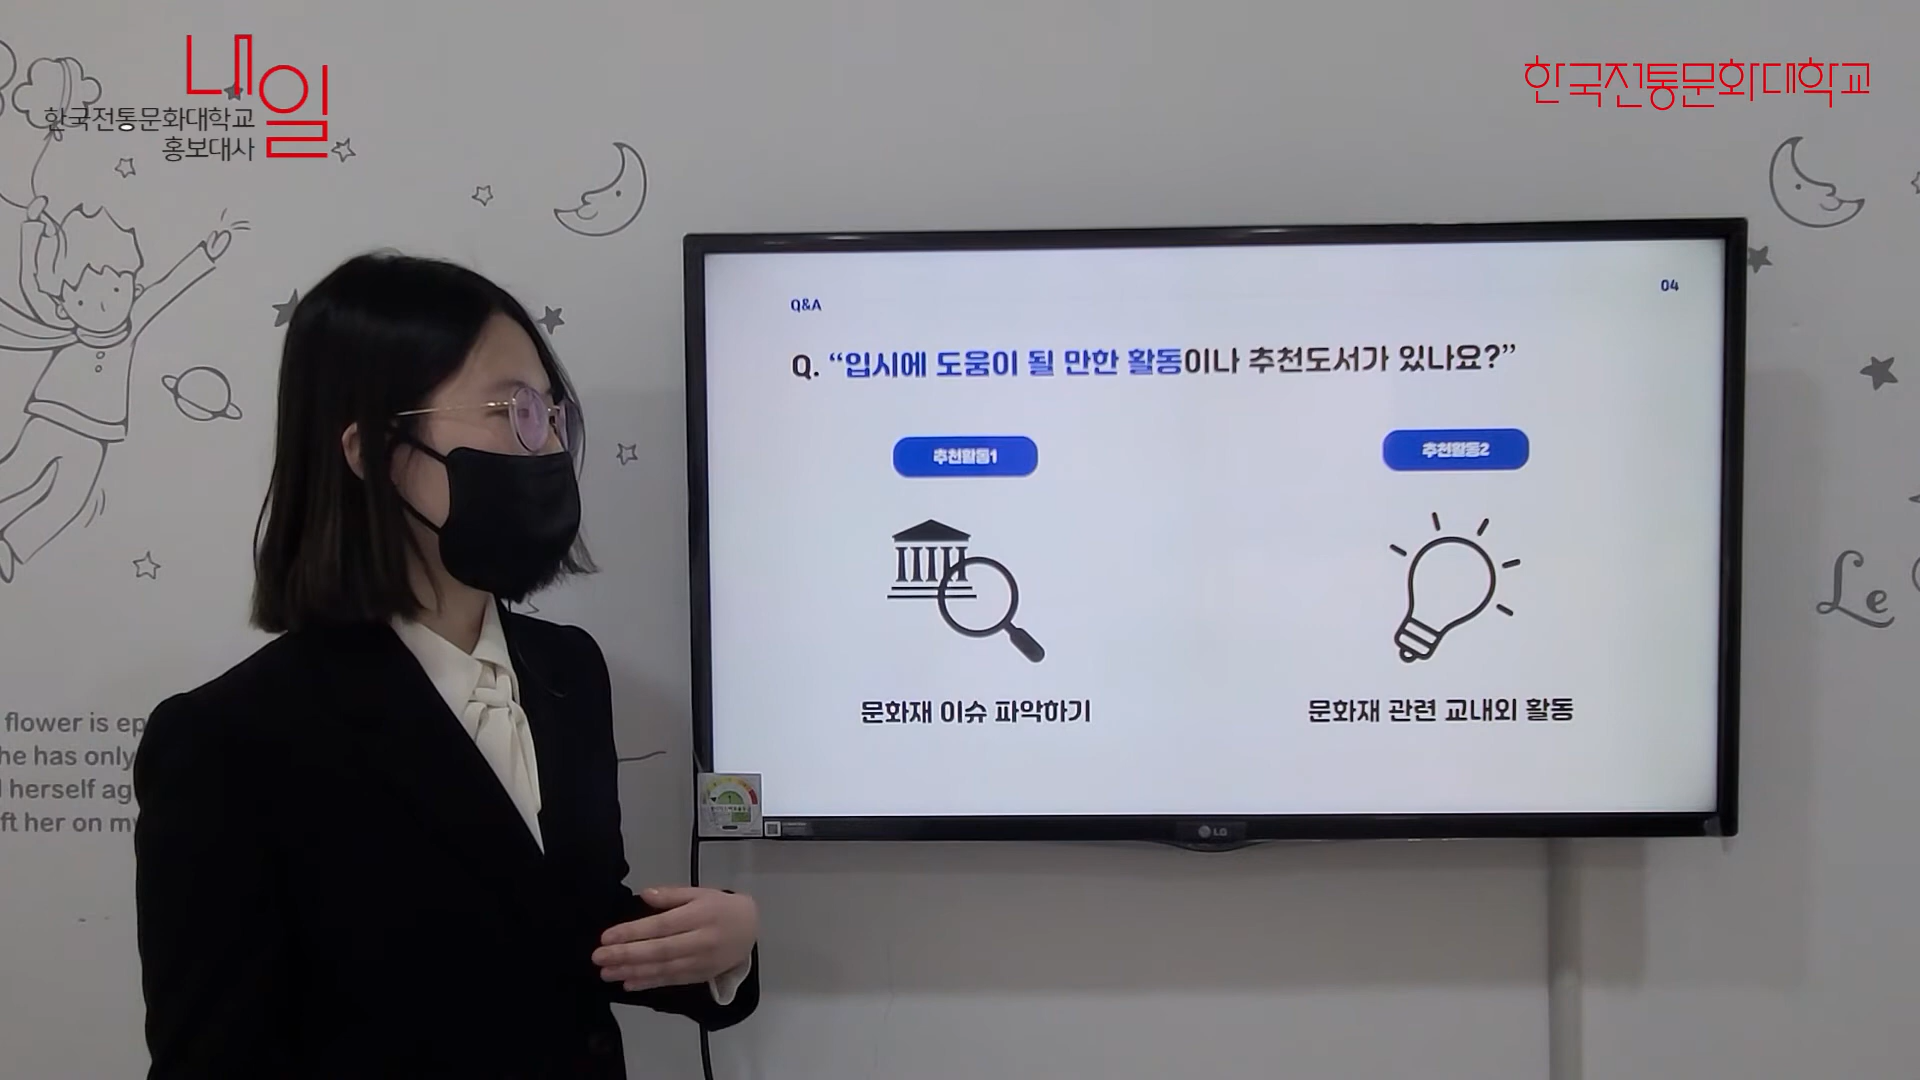 내일
한국전통문화대학교
홍보대사
한국전통문화대학교
Q&A
04
Q. “입시에 도움이 될 만한 활동이나 추천도서가 있나요?”
추천활동1
추천활동2
문화재 이슈 파악하기
문화재 관련 교내외 활동
LG
Le
flower is ep
he has only
herself ag
ft her on my